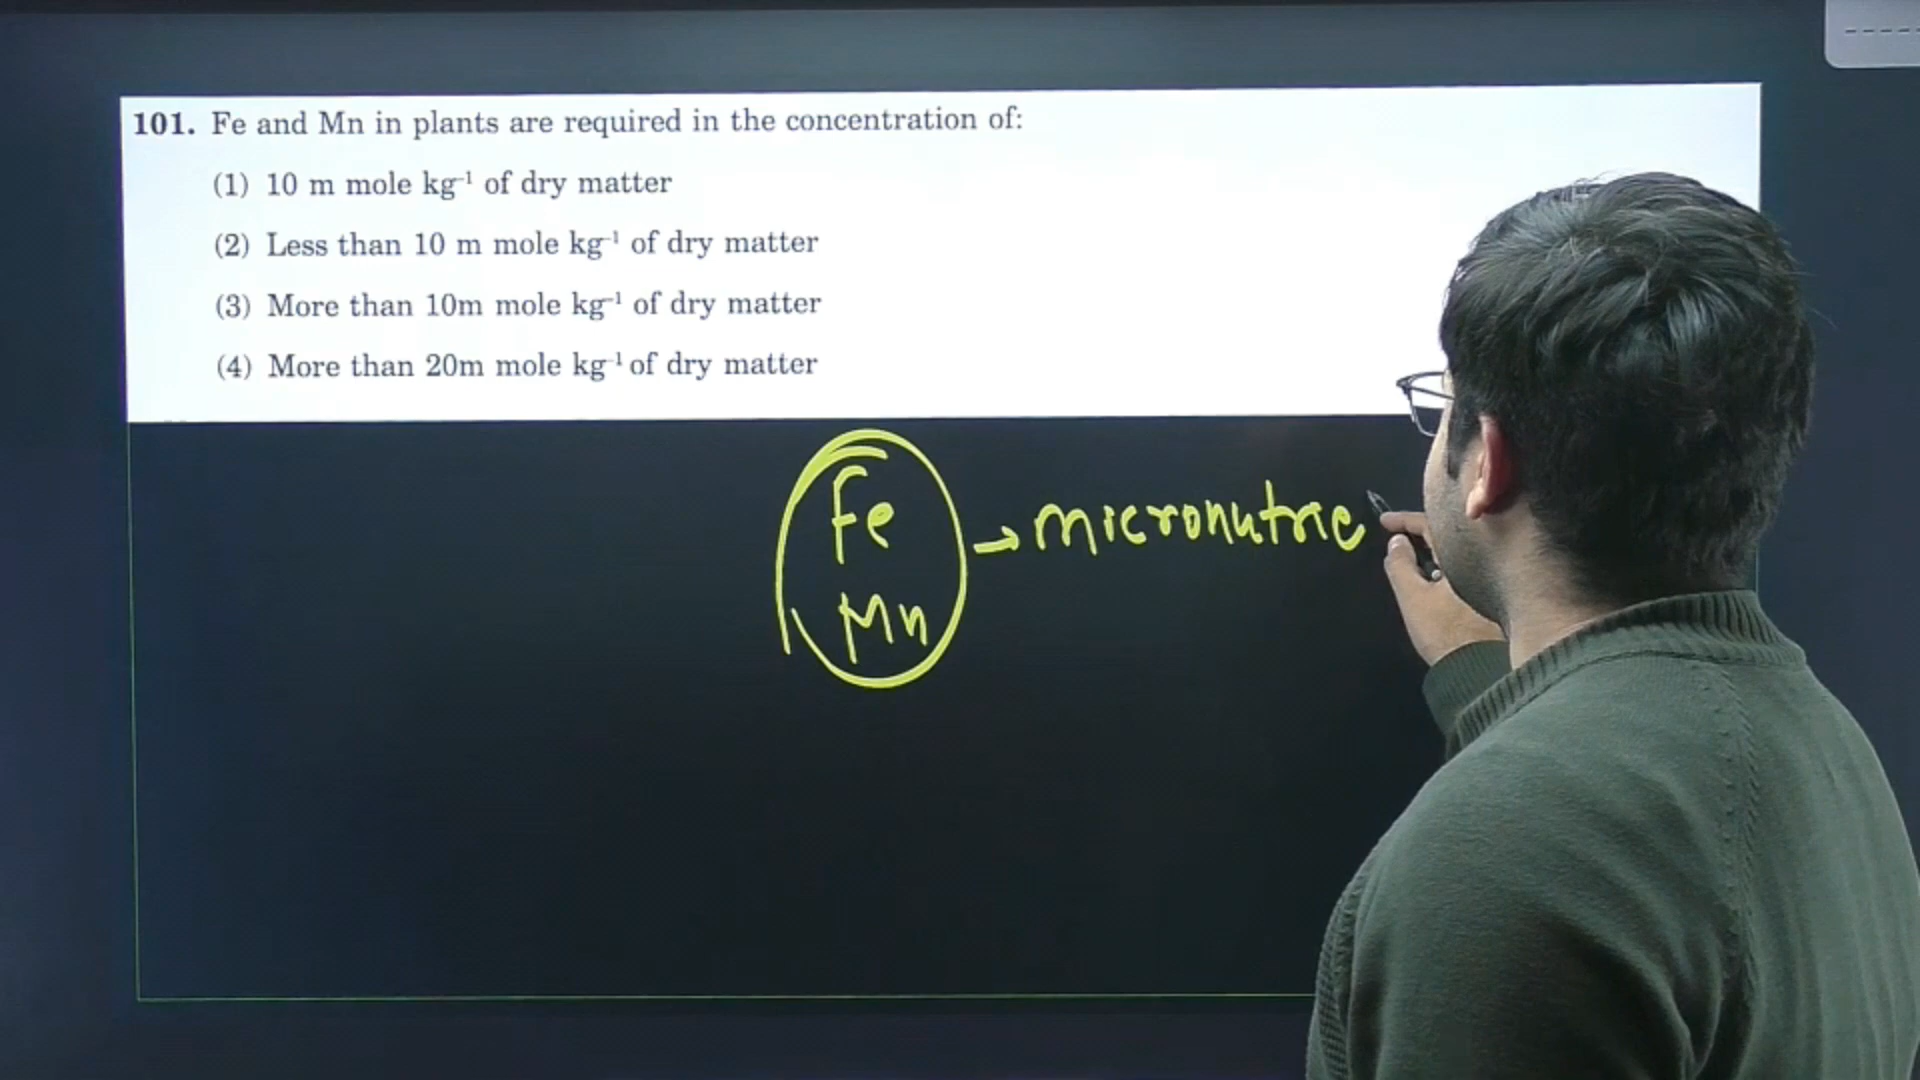 101. Fe and Mn in plants are required in the concentration of:
(1) 10 m mole kg⁻¹ of dry matter
(2) Less than 10 m mole kg⁻¹ of dry matter
(3) More than 10m mole kg⁻¹ of dry matter
(4) More than 20m mole kg⁻¹ of dry matter
Fe → micronutrie
Mn